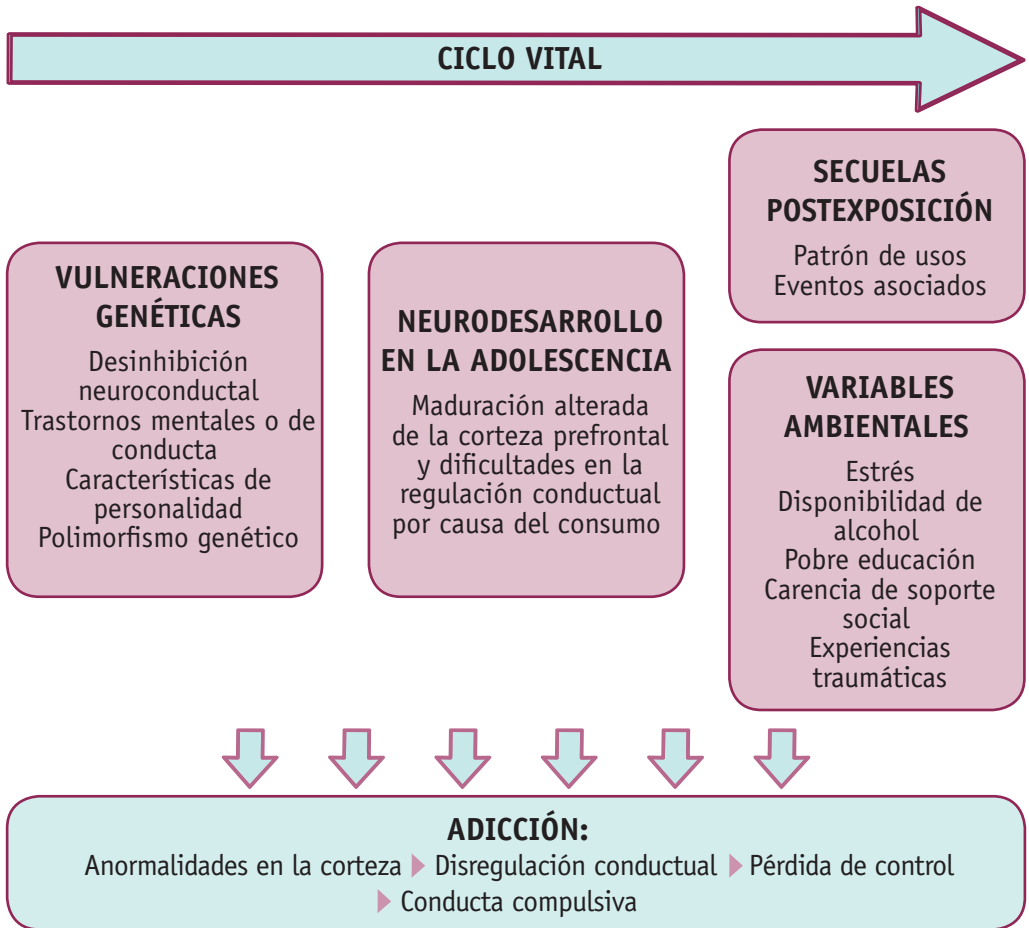 CICLO VITAL
VULNERACIONES
GENÉTICAS
Desinhibición
neuroconductal
Trastornos mentales o de
conducta
Características de
personalidad
Polimorfismo genético
NEURODESARROLLO
EN LA ADOLESCENCIA
Maduración alterada
de la corteza prefrontal
y dificultades en la
regulación conductual
por causa del consumo
SECUELAS
POSTEXPOSICIÓN
Patrón de usos
Eventos asociados
VARIABLES
AMBIENTALES
Estrés
Disponibilidad de
alcohol
Pobre educación
Carencia de soporte
social
Experiencias
traumáticas
ADICCIÓN:
Anormalidades en la corteza ▶ Disregulación conductual ▶ Pérdida de control
▶ Conducta compulsiva